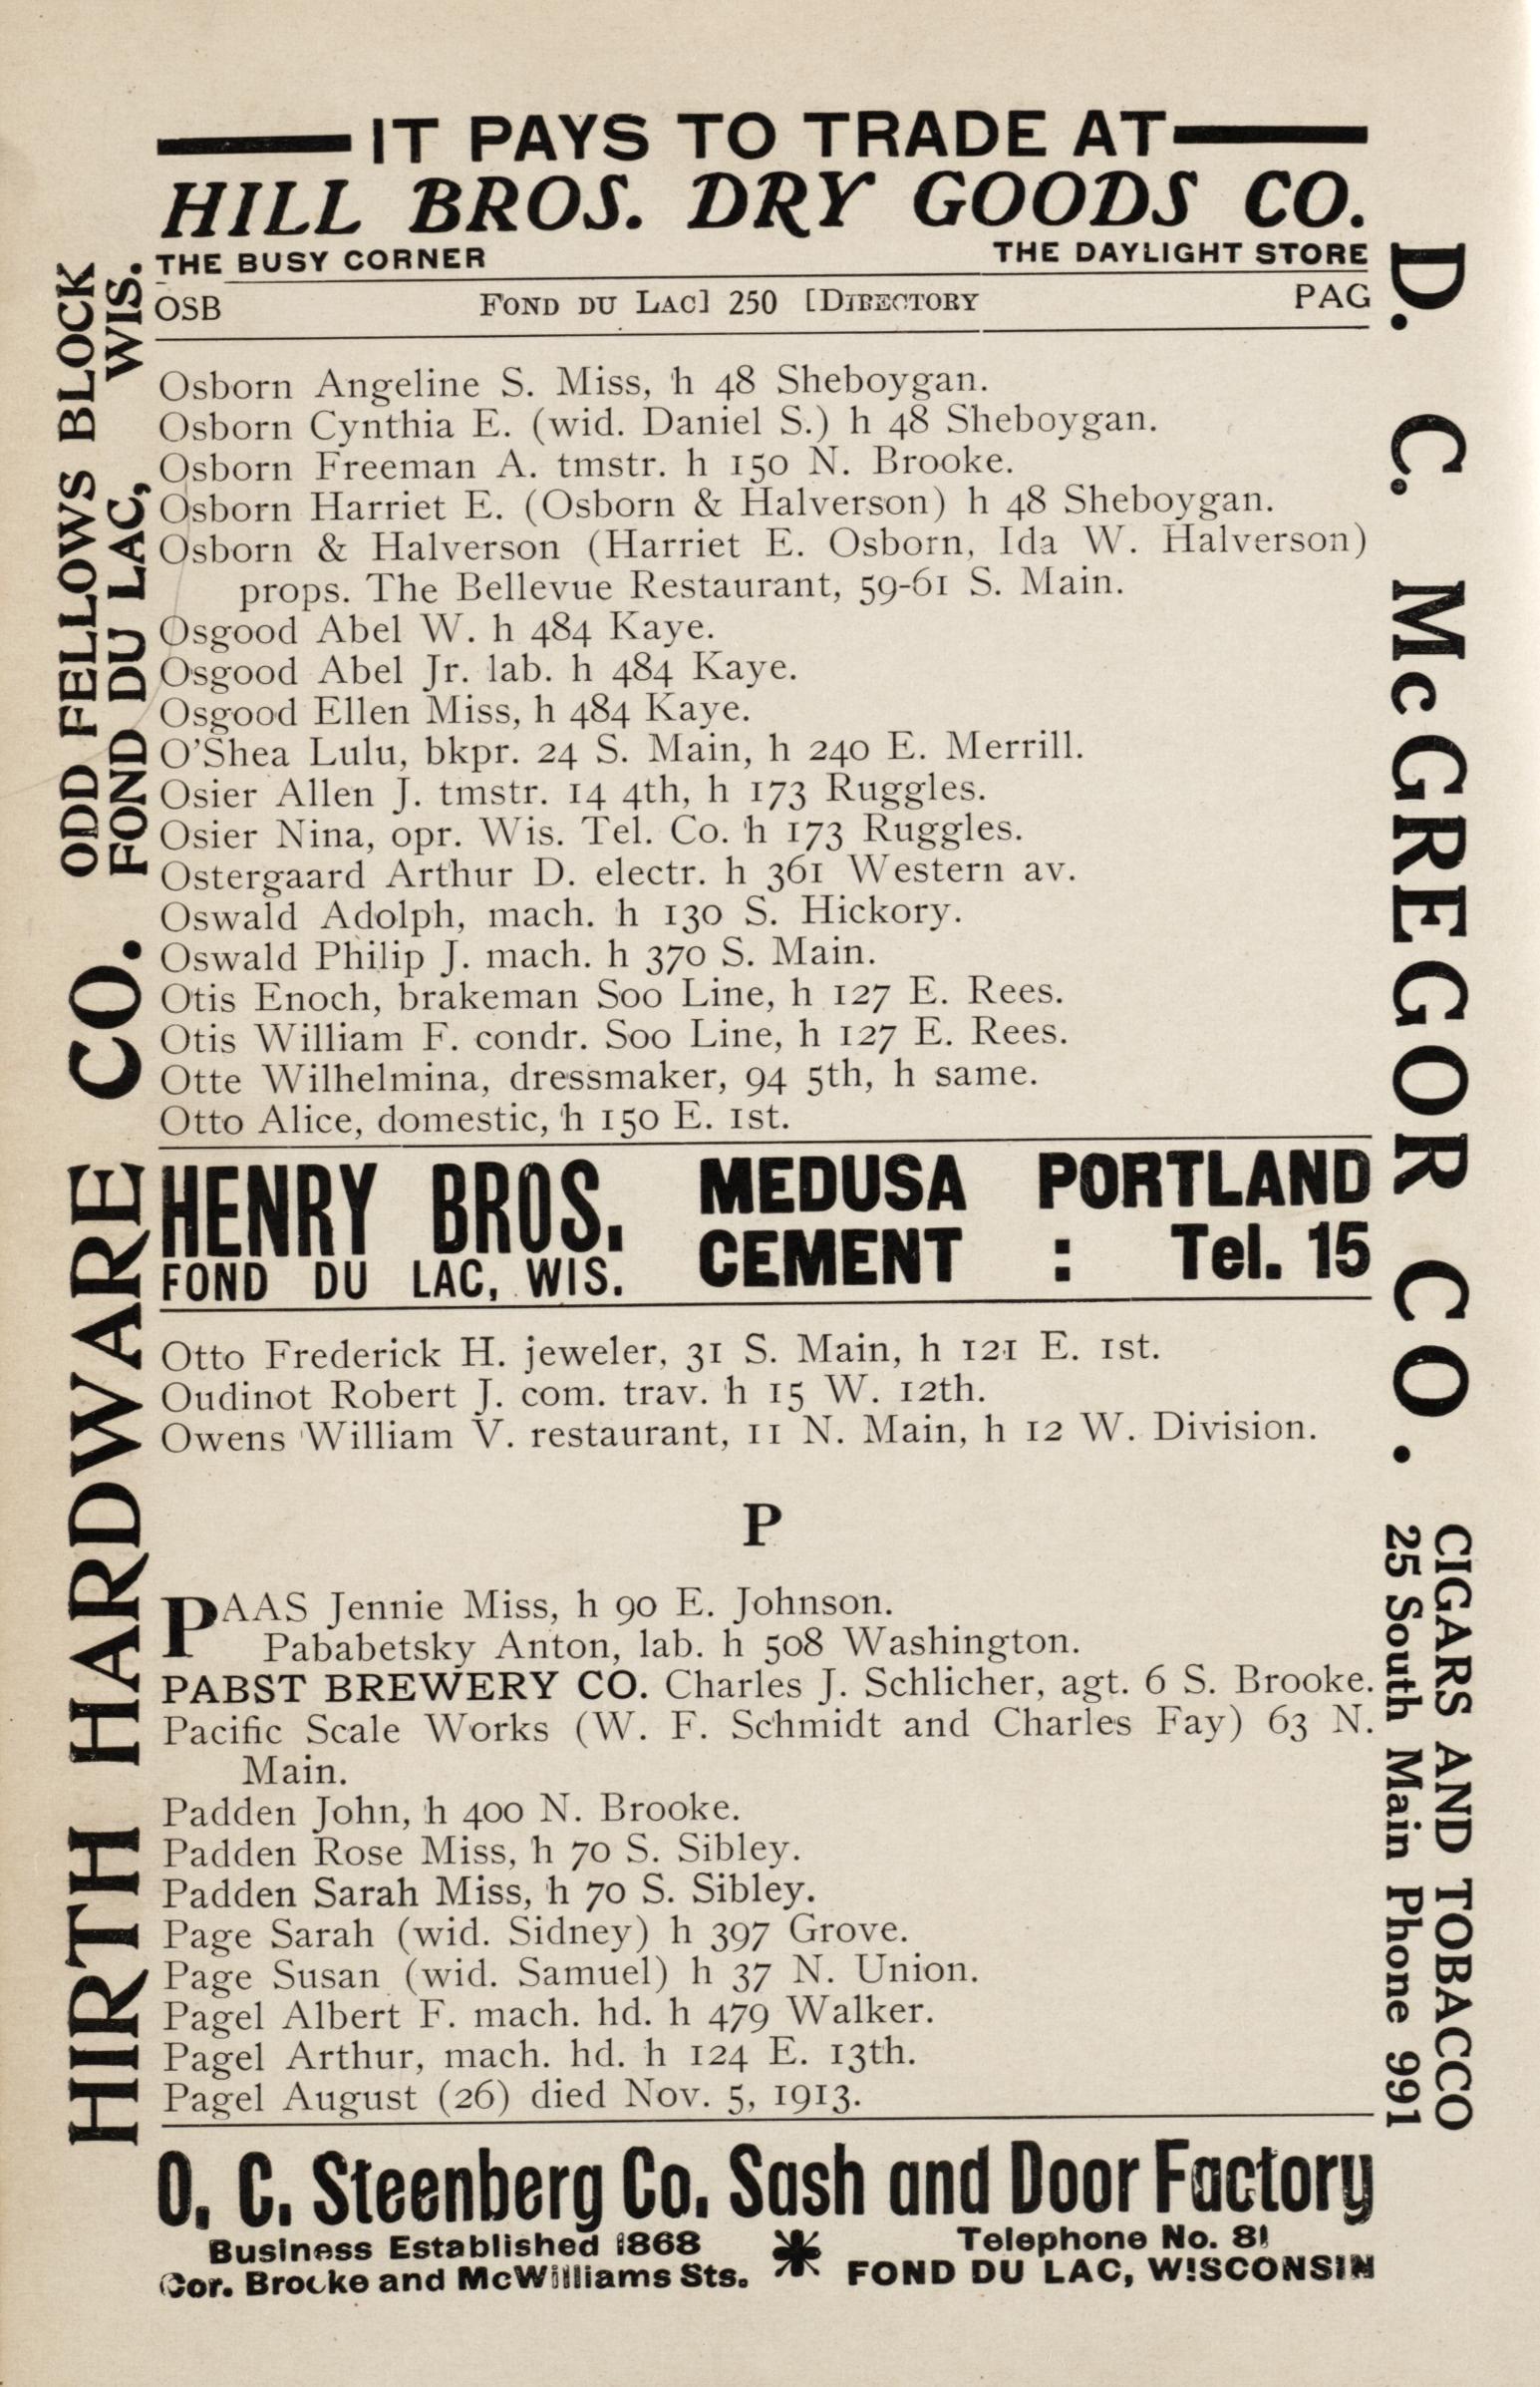 IT PAYS TO TRADE AT
HILL BROS. DRY GOODS CO.
THE BUSY CORNER THE DAYLIGHT STORE
OSB FOND DU LAC] 250 [DIRECTORY PAG
Osborn Angeline S. Miss, h 48 Sheboygan.
Osborn Cynthia E. (wid. Daniel S.) h 48 Sheboygan.
Osborn Freeman A. tmstr. h 150 N. Brooke.
Osborn Harriet E. (Osborn & Halverson) h 48 Sheboygan.
Osborn & Halverson (Harriet E. Osborn, Ida W. Halverson)
props. The Bellevue Restaurant, 59-61 S. Main.
Osgood Abel W. h 484 Kaye.
Osgood Abel Jr. lab. h 484 Kaye.
Osgood Ellen Miss, h 484 Kaye.
O'Shea Lulu, bkpr. 24 S. Main, h 240 E. Merrill.
Osier Allen J. tmstr. 14 4th, h 173 Ruggles.
Osier Nina, opr. Wis. Tel. Co. h 173 Ruggles.
Ostergaard Arthur D. electr. h 361 Western av.
Oswald Adolph, mach. h 130 S. Hickory.
Oswald Philip J. mach. h 370 S. Main.
Otis Enoch, brakeman Soo Line, h 127 E. Rees.
Otis William F. condr. Soo Line, h 127 E. Rees.
Otte Wilhelmina, dressmaker, 94 5th, h same.
Otto Alice, domestic, h 150 E. 1st.
HENRY BROS. MEDUSA PORTLAND
FOND DU LAC, WIS. CEMENT : Tel. 15
Otto Frederick H. jeweler, 31 S. Main, h 121 E. 1st.
Oudinot Robert J. com. trav. h 15 W. 12th.
Owens William V. restaurant, 11 N. Main, h 12 W. Division.
P
PAAS Jennie Miss, h 90 E. Johnson.
Pababetsky Anton, lab. h 508 Washington.
PABST BREWERY CO. Charles J. Schlicher, agt. 6 S. Brooke.
Pacific Scale Works (W. F. Schmidt and Charles Fay) 63 N.
Main.
Padden John, h 400 N. Brooke.
Padden Rose Miss, h 70 S. Sibley.
Padden Sarah Miss, h 70 S. Sibley.
Page Sarah (wid. Sidney) h 397 Grove.
Page Susan (wid. Samuel) h 37 N. Union.
Pagel Albert F. mach. hd. h 479 Walker.
Pagel Arthur, mach. hd. h 124 E. 13th.
Pagel August (26) died Nov. 5, 1913.
O. C. Steenberg Co. Sash and Door Factory
Business Established 1868 * Telephone No. 81
Cor. Brooke and McWilliams Sts. FOND DU LAC, WISCONSIN
HIRTH HARDWARE CO.
ODD FELLOWS BLOCK
FOND DU LAC, WIS.
D. C. McGREGOR CO.
CIGARS AND TOBACCO
25 South Main Phone 991